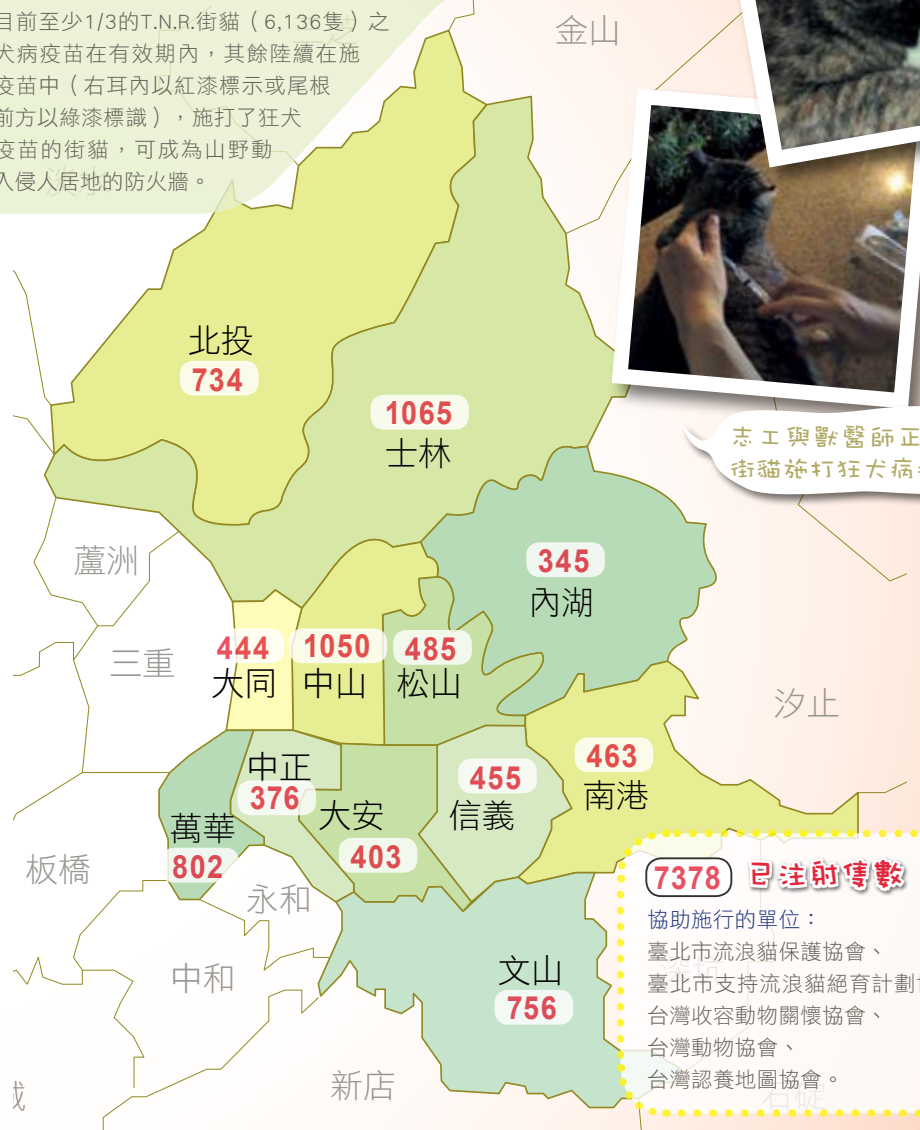 目前至少1/3的T.N.R.街貓（6,136隻）之
犬病疫苗在有效期內，其餘陸續在施
疫苗中（右耳內以紅漆標示或尾根
前方以綠漆標識），施打了狂犬
疫苗的街貓，可成為山野動
入侵人居地的防火牆。
金山
北投
734
1065
士林
志工與獸醫師正
街貓施打狂犬病
蘆洲
345
內湖
三重
444
大同
1050
中山
485
松山
汐止
中正
376
455
信義
463
南港
萬華
802
大安
403
板橋
永和
7378 已注射隻數
協助施行的單位：
臺北市流浪貓保護協會、
臺北市支持流浪貓絕育計劃
台灣收容動物關懷協會、
台灣動物協會、
台灣認養地圖協會。
中和
文山
756
新店
石碇